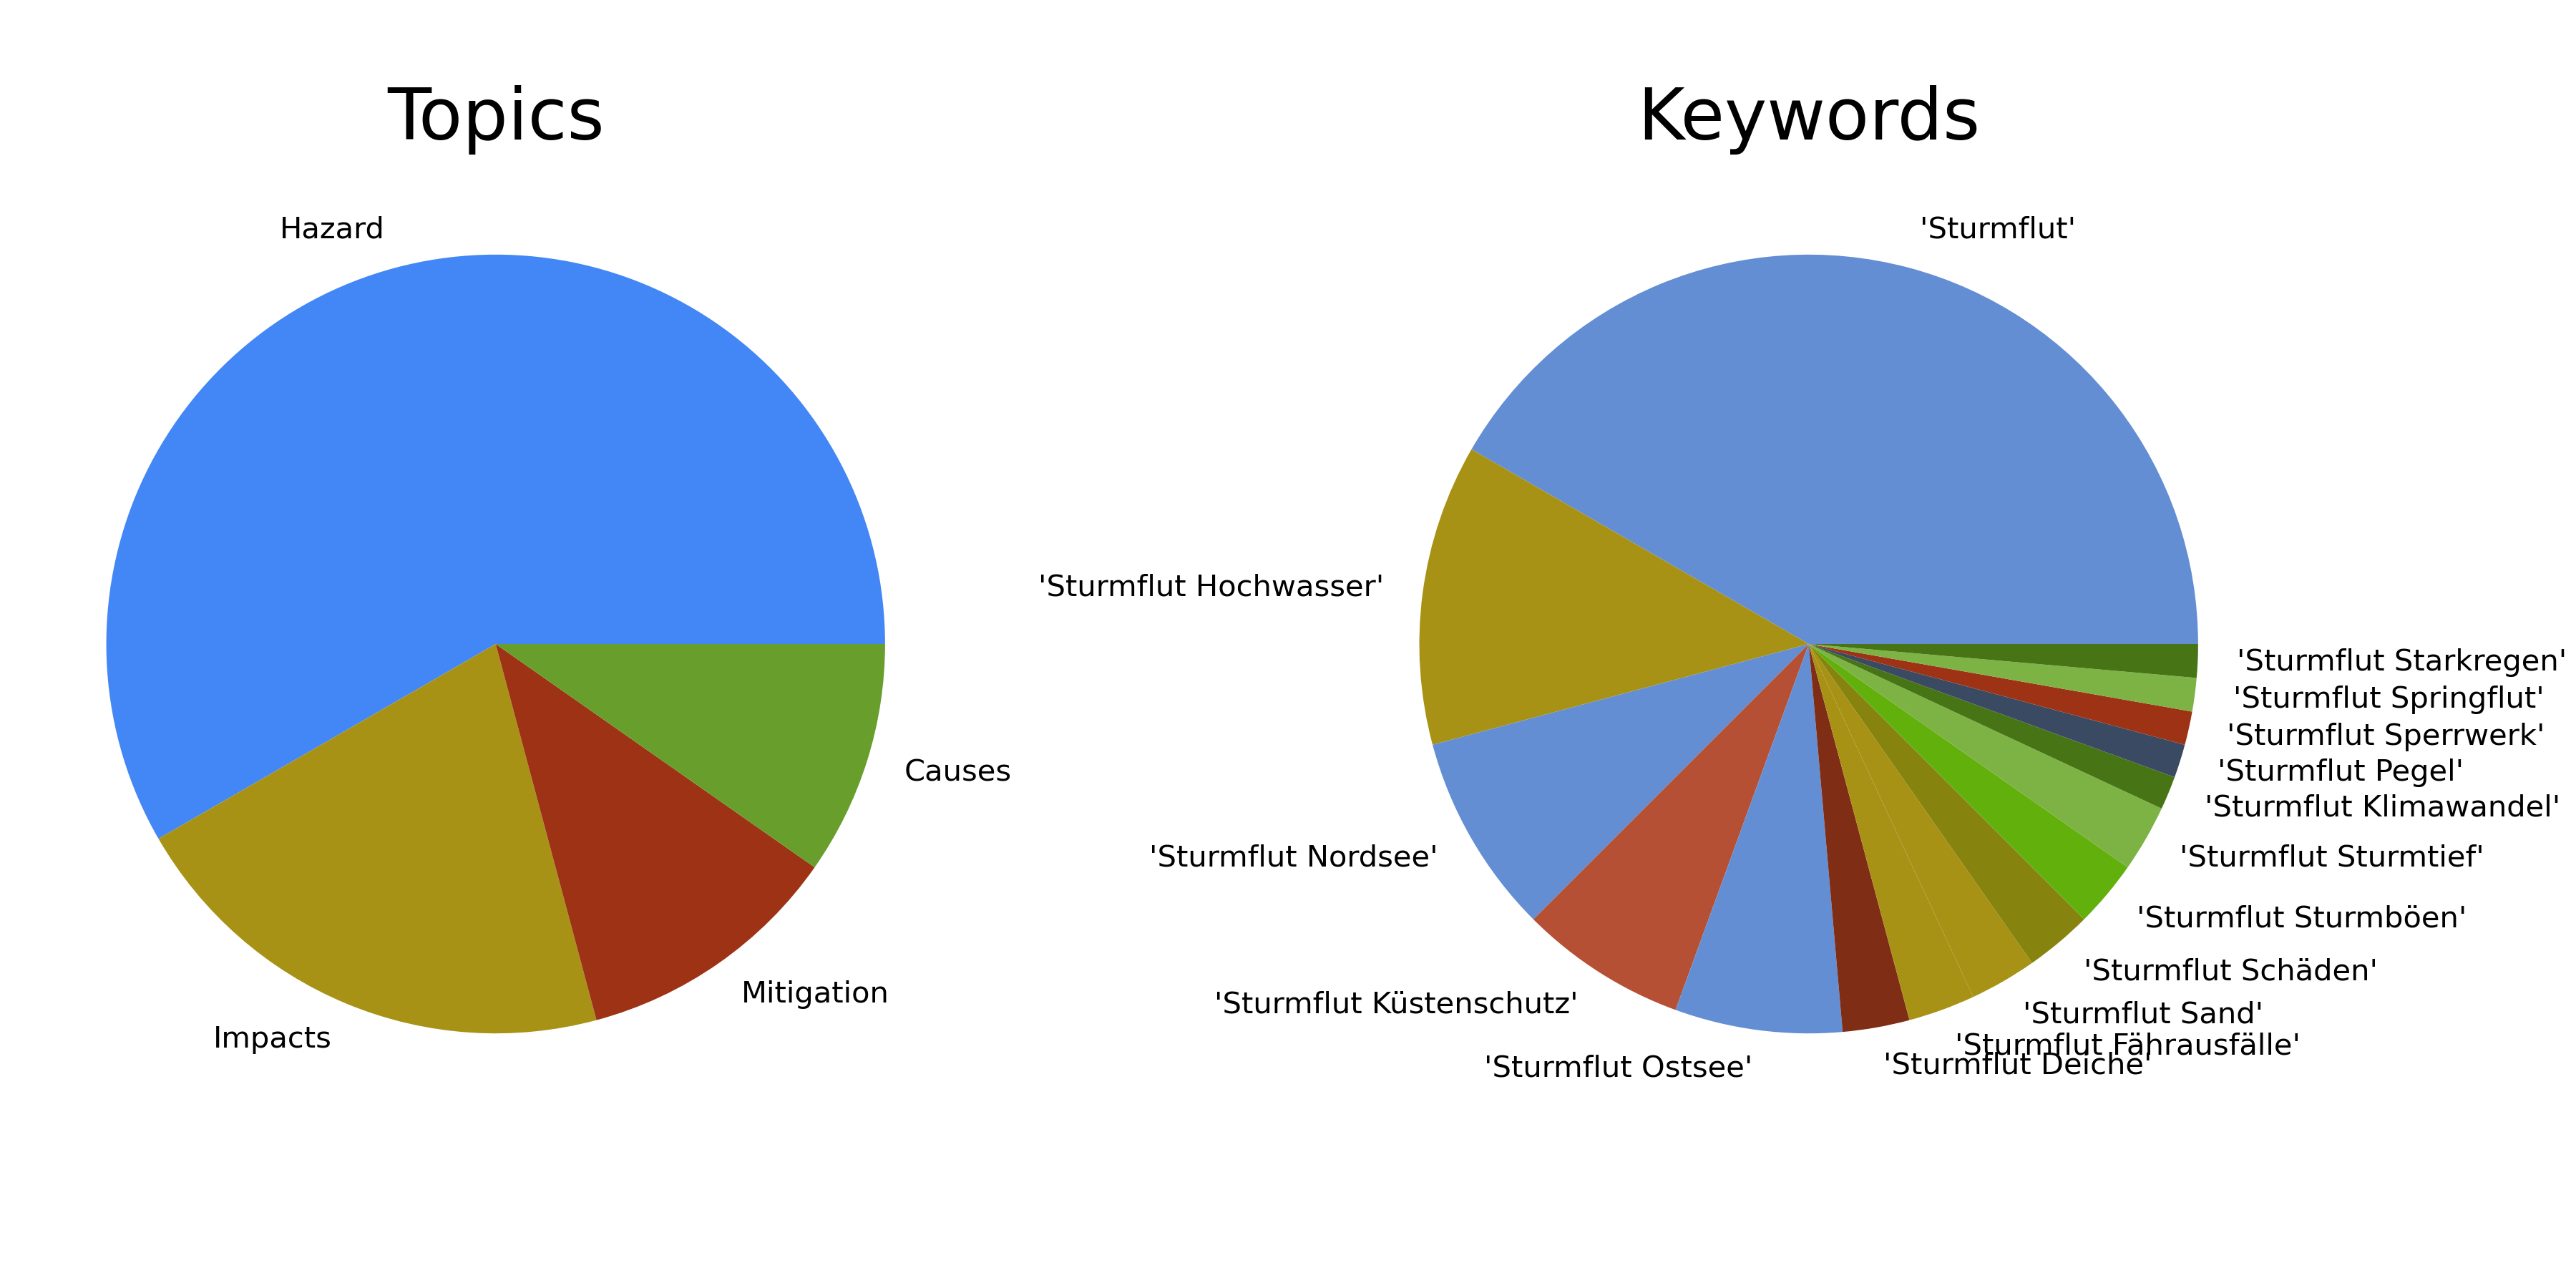 Topics
Hazard
Causes
Mitigation
Impacts
Keywords
'Sturmflut'
'Sturmflut Hochwasser'
'Sturmflut Nordsee'
'Sturmflut Küstenschutz'
'Sturmflut Ostsee'
'Sturmflut Deiche'
'Sturmflut Fährausfälle'
'Sturmflut Sand'
'Sturmflut Schäden'
'Sturmflut Sturmböen'
'Sturmflut Sturmtief'
'Sturmflut Klimawandel'
'Sturmflut Pegel'
'Sturmflut Sperrwerk'
'Sturmflut Springflut'
'Sturmflut Starkregen'